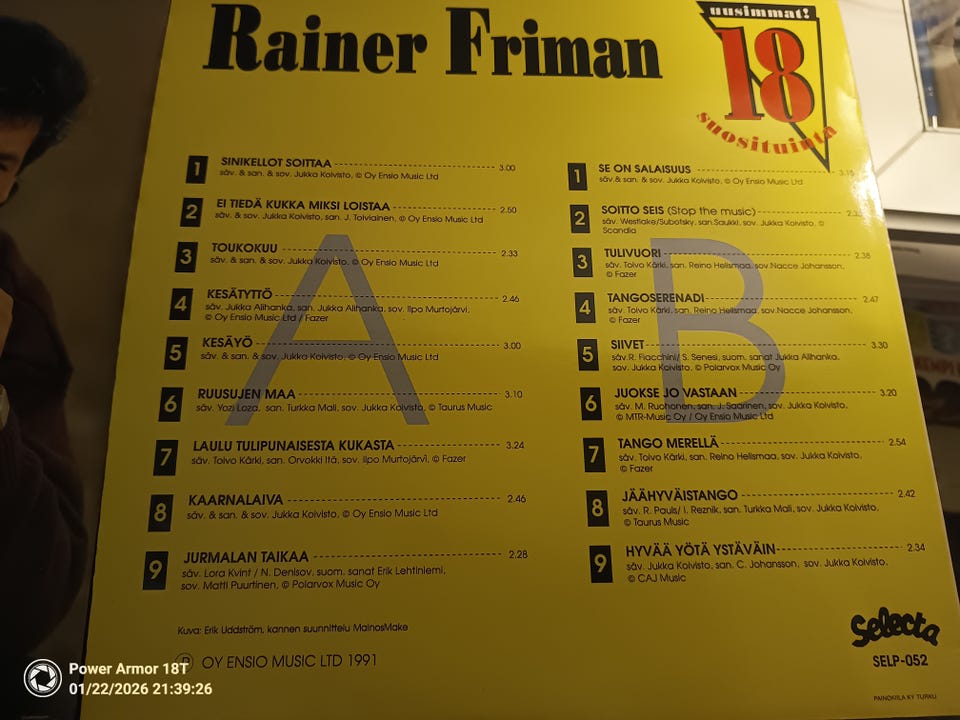 Rainer Friman
uusimmat!
18
suosituinta
A
1 SINIKELLOT SOITTAA 3.00
säv. & san. & sov. Jukka Koivisto, © Oy Ensio Music Ltd
2 EI TIEDÄ KUKKA MIKSI LOISTAA 2.50
säv. & sov. Jukka Koivisto, san. J. Toiviainen, © Oy Ensio Music Ltd
3 TOUKOKUU 2.33
säv. & san. & sov. Jukka Koivisto, © Oy Ensio Music Ltd
4 KESÄTYTTÖ 2.46
säv. Jukka Alihanka, san. Jukka Alihanka, sov. Ilpo Murtojärvi,
© Oy Ensio Music Ltd / Fazer
5 KESÄYÖ 3.00
säv. & san. & sov. Jukka Koivisto, © Oy Ensio Music Ltd
6 RUUSUJEN MAA 3.10
säv. Yozi Loza, san. Turkka Mali, sov. Jukka Koivisto, © Taurus Music
7 LAULU TULIPUNAISESTA KUKASTA 3.24
säv. Toivo Kärki, san. Orvokki Itä, sov. Ilpo Murtojärvi, © Fazer
8 KAARNALAIVA 2.46
säv. & san. & sov. Jukka Koivisto, © Oy Ensio Music Ltd
9 JURMALAN TAIKAA 2.28
säv. Lora Kvint / N. Denisov, suom. sanat Erik Lehtiniemi,
sov. Matti Puurtinen, © Polarvox Music Oy
B
1 SE ON SALAISUUS
säv.& san. & sov. Jukka Koivisto, © Oy Ensio Music Ltd
2 SOITTO SEIS (Stop the music)
säv. Westlake/Subotsky, san.Saukki, sov. Jukka Koivisto, ©
Scandia
3 TULIVUORI 2.38
säv. Toivo Kärki, san. Reino Helismaa, sov.Nacce Johansson,
© Fazer
4 TANGOSERENADI 2.47
säv. Toivo Kärki, san. Reino Helismaa, sov.Nacce Johansson,
© Fazer
5 SIIVET 3.30
säv.R. Fiacchini/ S. Senesi, suom. sanat Jukka Alihanka,
sov. Jukka Koivisto. © Polarvox Music Oy
6 JUOKSE JO VASTAAN 3.20
säv. M. Ruohonen, san. J. Saarinen, sov. Jukka Koivisto,
© MTR-Music Oy / Oy Ensio Music Ltd
7 TANGO MERELLÄ 2.54
säv. Toivo Kärki, san. Reino Helismaa, sov. Jukka Koivisto,
© Fazer
8 JÄÄHYVÄISTANGO 2.42
säv. R. Pauls/ I. Reznik, san. Turkka Mali, sov. Jukka Koivisto,
© Taurus Music
9 HYVÄÄ YÖTÄ YSTÄVÄIN 2.34
säv. Jukka Koivisto, san. C. Johansson, sov. Jukka Koivisto,
© CAJ Music
Kuva: Erik Uddström, kannen suunnittelu MainosMake
℗ OY ENSIO MUSIC LTD 1991
Selecta
SELP-052
PAINOKIILA KY TURKU
Power Armor 18T
01/22/2026 21:39:26